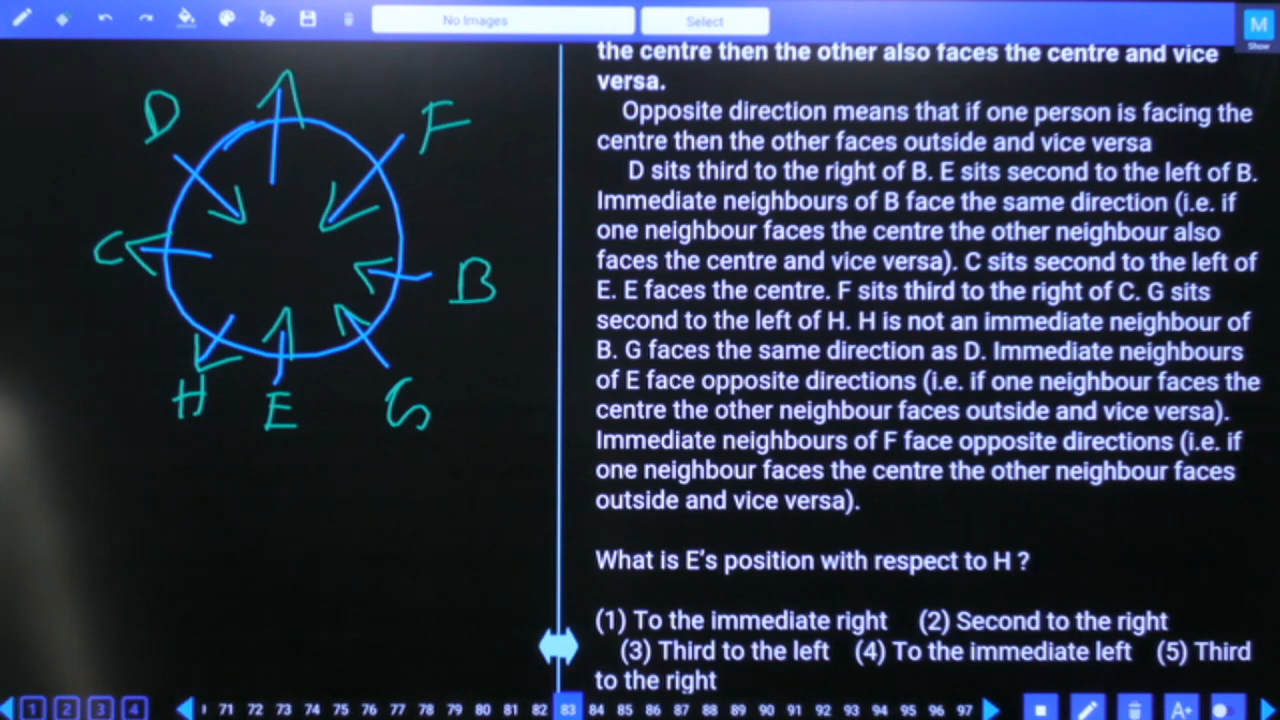 No Images
Select
M
Show
D
F
C
B
H
E
G
the centre then the other also faces the centre and vice
versa.
Opposite direction means that if one person is facing the
centre then the other faces outside and vice versa
D sits third to the right of B. E sits second to the left of B.
Immediate neighbours of B face the same direction (i.e. if
one neighbour faces the centre the other neighbour also
faces the centre and vice versa). C sits second to the left of
E. E faces the centre. F sits third to the right of C. G sits
second to the left of H. H is not an immediate neighbour of
B. G faces the same direction as D. Immediate neighbours
of E face opposite directions (i.e. if one neighbour faces the
centre the other neighbour faces outside and vice versa).
Immediate neighbours of F face opposite directions (i.e. if
one neighbour faces the centre the other neighbour faces
outside and vice versa).
What is E's position with respect to H ?
(1) To the immediate right (2) Second to the right
(3) Third to the left (4) To the immediate left (5) Third
to the right
1 2 3 4 71 72 73 74 75 76 77 78 79 80 81 82 83 84 85 86 87 88 89 90 91 92 93 94 95 96 97 A+